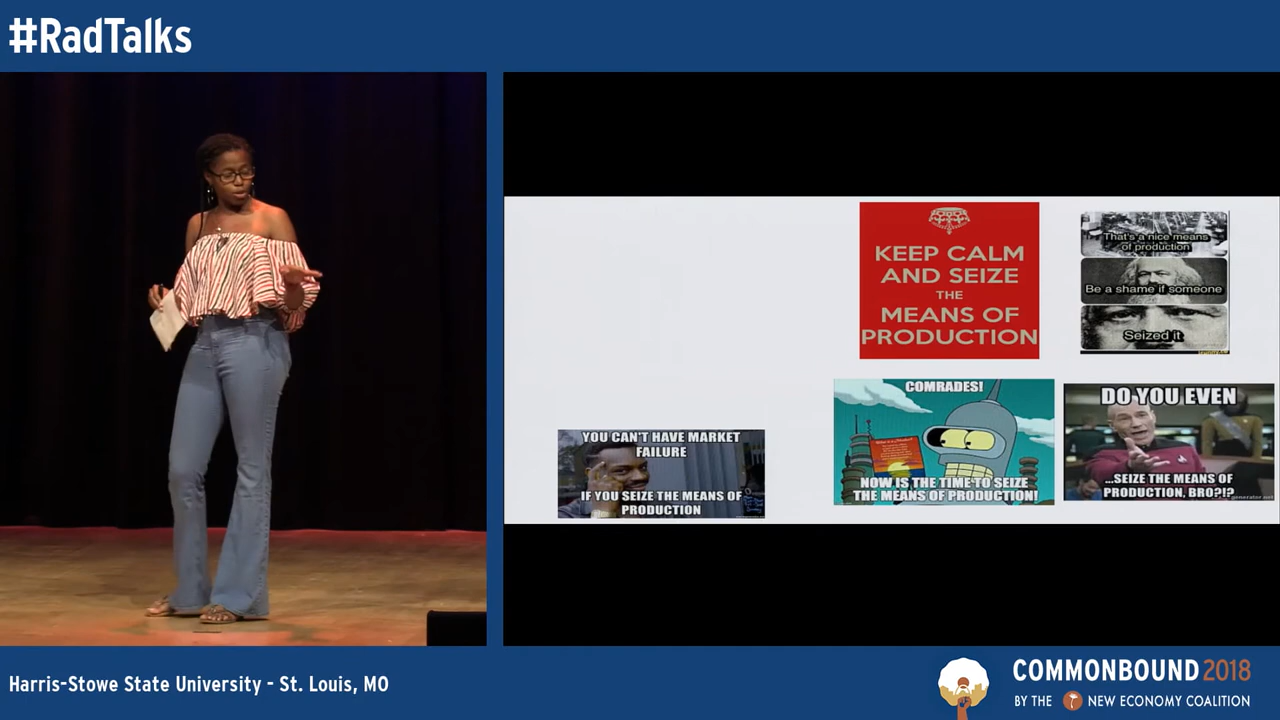 #RadTalks
KEEP CALM
AND SEIZE
THE
MEANS OF
PRODUCTION
That's a nice means
of production
Be a shame if someone
Seized it
YOU CAN'T HAVE MARKET
FAILURE
IF YOU SEIZE THE MEANS OF
PRODUCTION
COMRADES!
NOW IS THE TIME TO SEIZE
THE MEANS OF PRODUCTION!
DO YOU EVEN
...SEIZE THE MEANS OF
PRODUCTION, BRO?!?
Harris-Stowe State University - St. Louis, MO
COMMONBOUND 2018
BY THE NEW ECONOMY COALITION